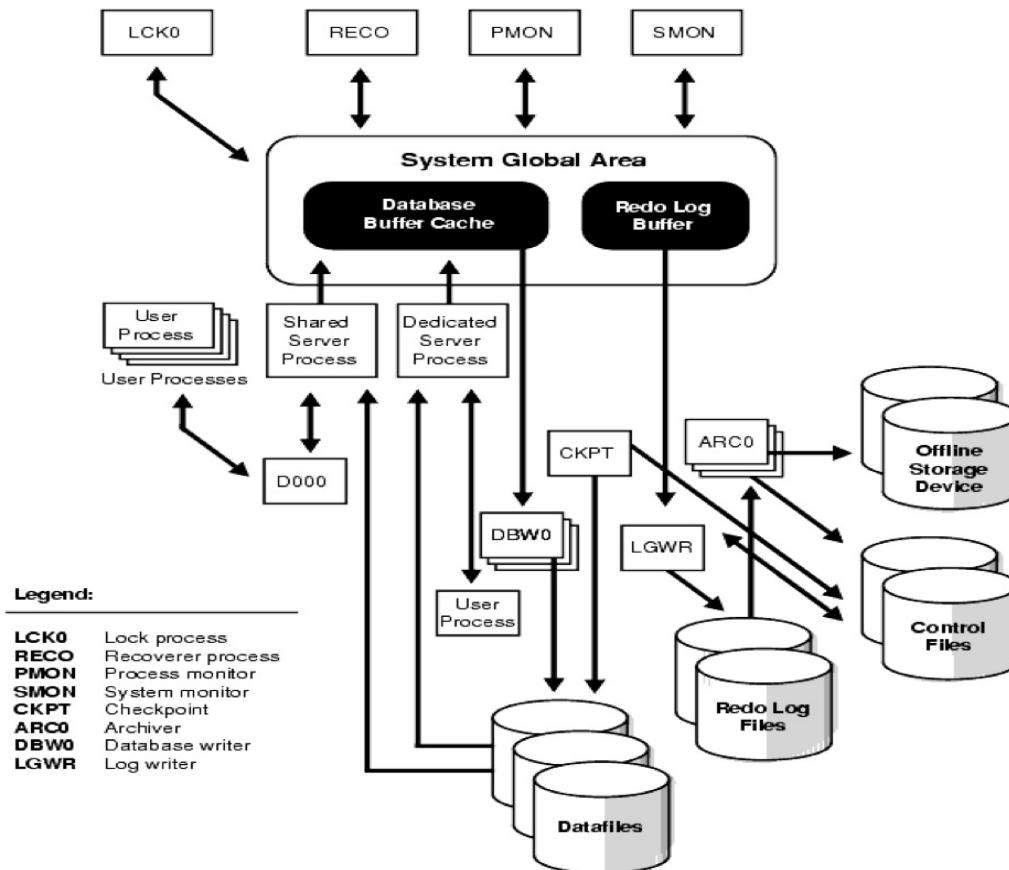 LCK0
RECO
PMON
SMON
System Global Area
Database
Buffer Cache
Redo Log
Buffer
User
Process
User Processes
Shared
Server
Process
Dedicated
Server
Process
D000
CKPT
ARC0
Offline
Storage
Device
DBW0
LGWR
User
Process
Control
Files
Redo Log
Files
Datafiles
Legend:
LCK0 Lock process
RECO Recoverer process
PMON Process monitor
SMON System monitor
CKPT Checkpoint
ARC0 Archiver
DBW0 Database writer
LGWR Log writer